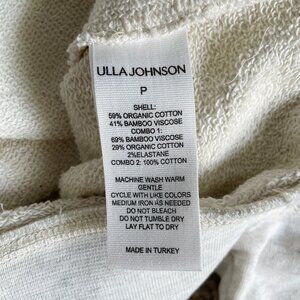 ULLA JOHNSON
P
SHELL:
59% ORGANIC COTTON
41% BAMBOO VISCOSE
COMBO 1:
69% BAMBOO VISCOSE
29% ORGANIC COTTON
2%ELASTANE
COMBO 2: 100% COTTON
MACHINE WASH WARM
GENTLE
CYCLE WITH LIKE COLORS
MEDIUM IRON AS NEEDED
DO NOT BLEACH
DO NOT TUMBLE DRY
LAY FLAT TO DRY
MADE IN TURKEY